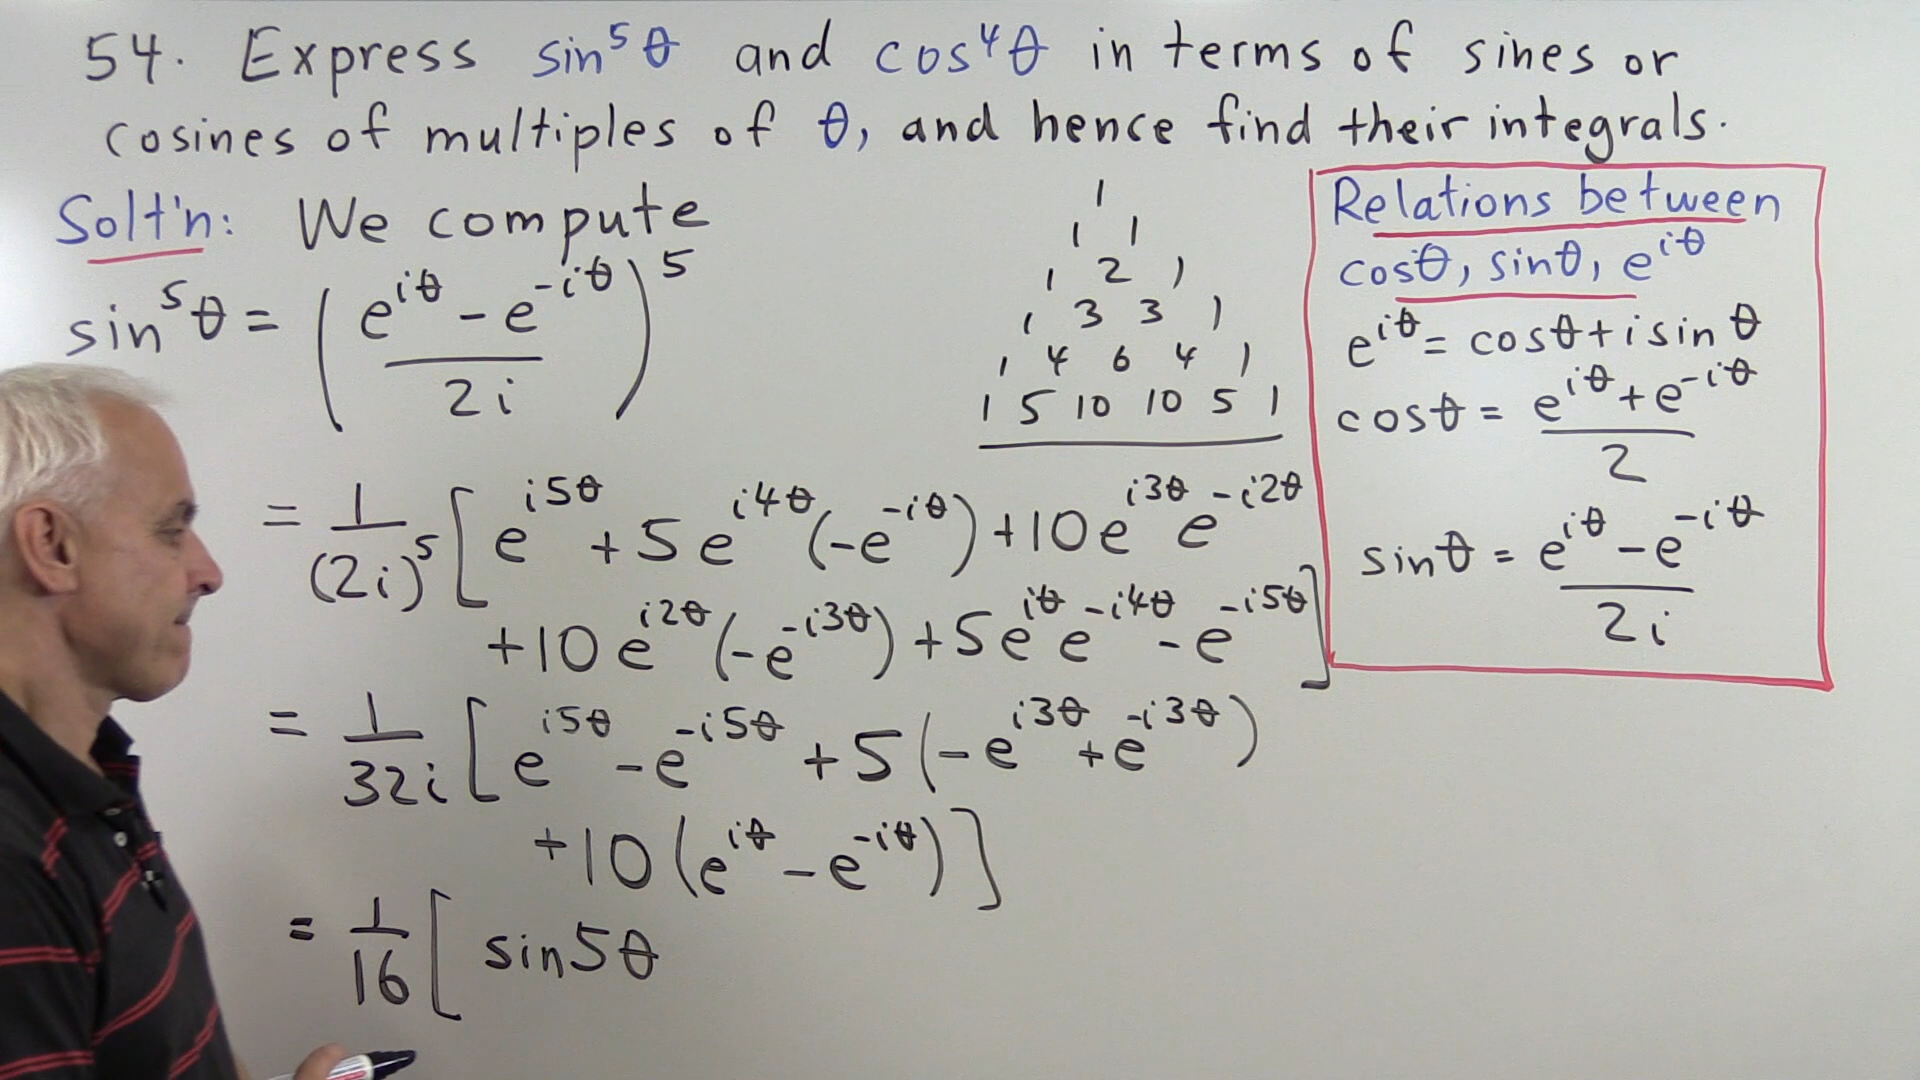 54. Express sin⁵θ and cos⁴θ in terms of sines or
cosines of multiples of θ, and hence find their integrals.
Solt'n: We compute
sin⁵θ = ((e^{iθ} - e^{-iθ})/2i)⁵
= 1/(2i)⁵ [e^{i5θ} + 5e^{i4θ}(-e^{-iθ}) + 10e^{i3θ}e^{-i2θ}
+10e^{i2θ}(-e^{-i3θ}) + 5e^{iθ}e^{-i4θ} - e^{-i5θ}]
= 1/32i [e^{i5θ} - e^{-i5θ} + 5(-e^{i3θ} + e^{-i3θ})
+10(e^{iθ} - e^{-iθ})]
= 1/16 [sin5θ
1
1 1
1 2 1
1 3 3 1
1 4 6 4 1
1 5 10 10 5 1
Relations between
cosθ, sinθ, e^{iθ}
e^{iθ} = cosθ + i sinθ
cosθ = (e^{iθ} + e^{-iθ})/2
sinθ = (e^{iθ} - e^{-iθ})/2i